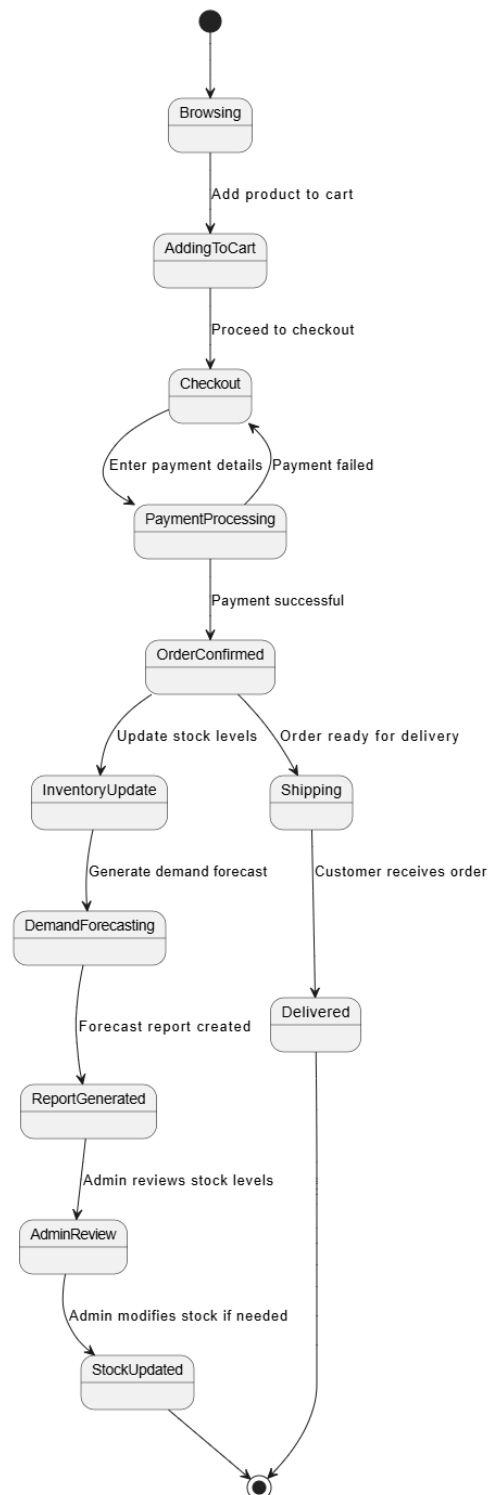 Browsing
Add product to cart
AddingToCart
Proceed to checkout
Checkout
Enter payment details
Payment failed
PaymentProcessing
Payment successful
OrderConfirmed
Update stock levels
Order ready for delivery
InventoryUpdate
Shipping
Generate demand forecast
Customer receives order
DemandForecasting
Delivered
Forecast report created
ReportGenerated
Admin reviews stock levels
AdminReview
Admin modifies stock if needed
StockUpdated